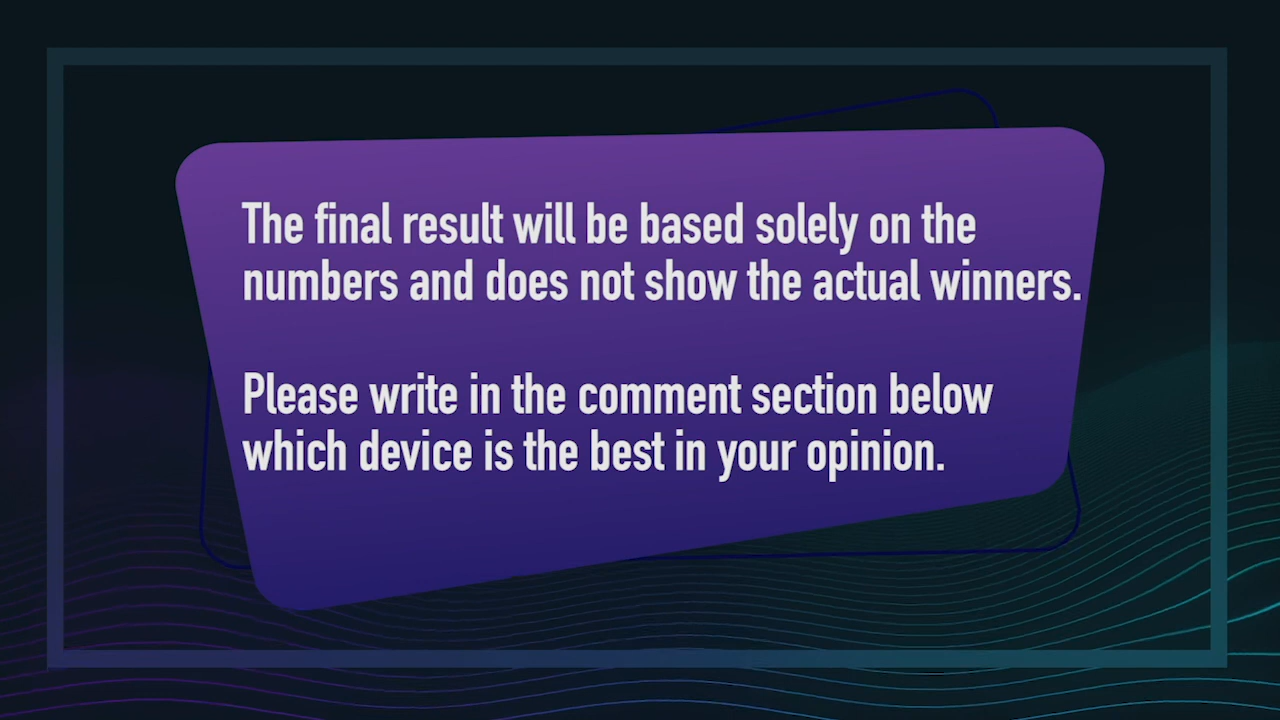 The final result will be based solely on the
numbers and does not show the actual winners.
Please write in the comment section below
which device is the best in your opinion.